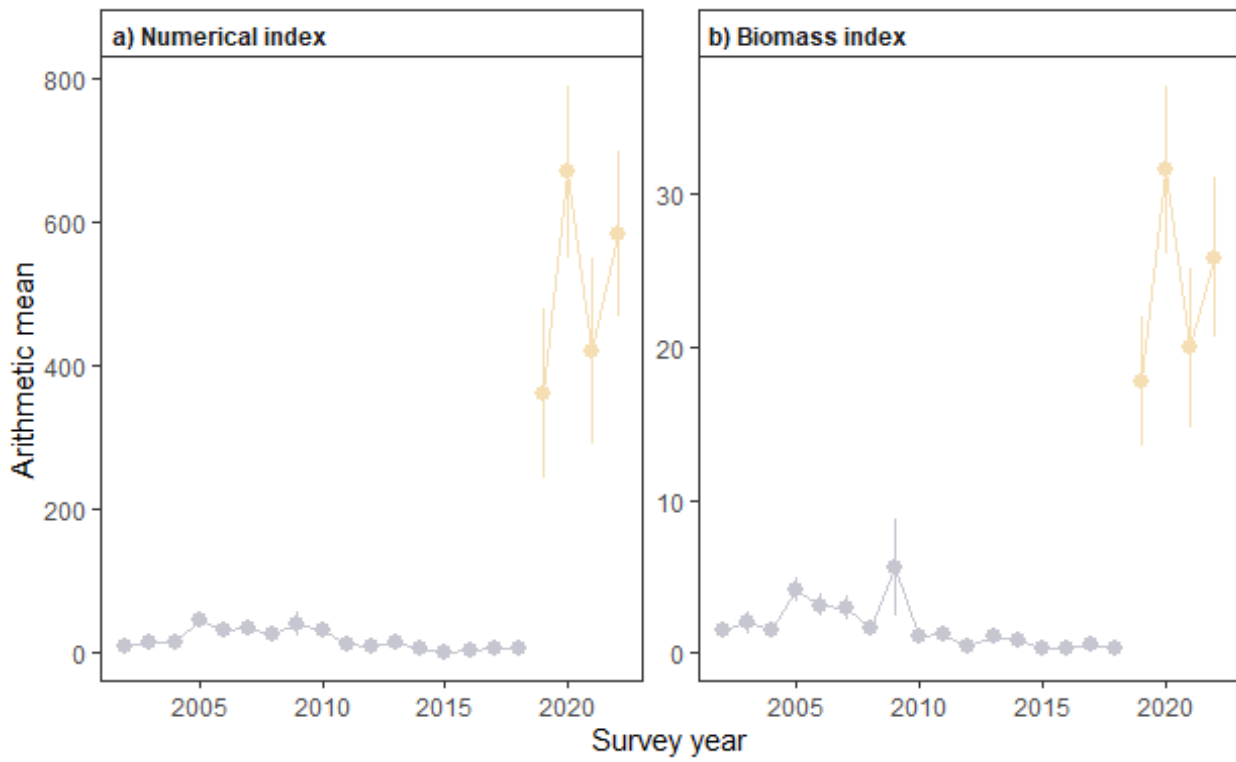 a) Numerical index
b) Biomass index
Arithmetic mean
800
600
400
200
0
30
20
10
0
2005 2010 2015 2020
2005 2010 2015 2020
Survey year